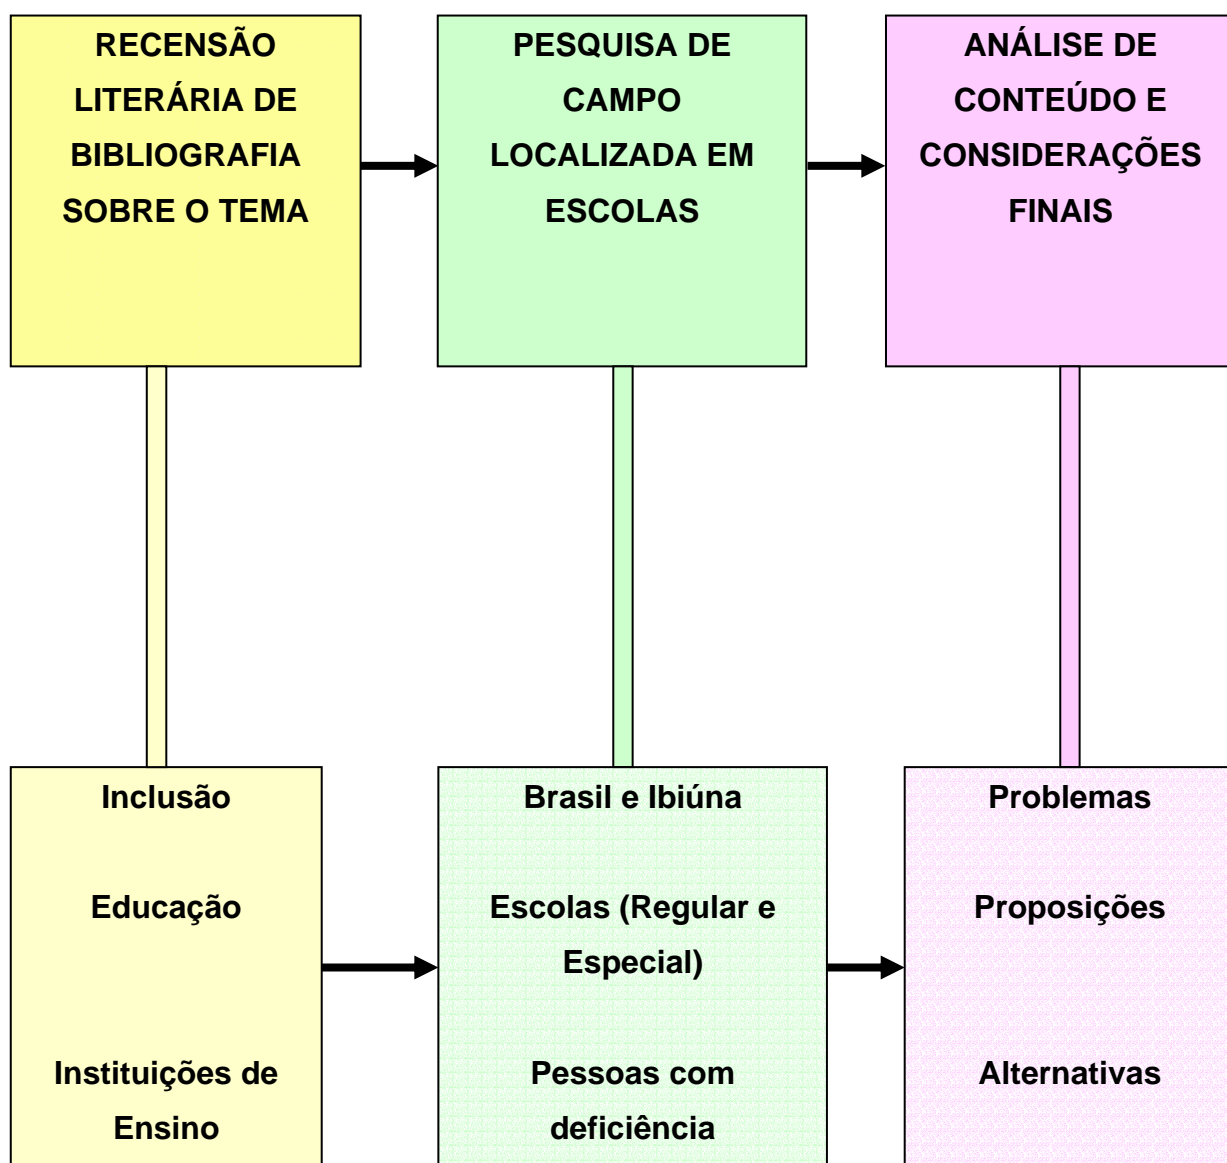 RECENSÃO
LITERÁRIA DE
BIBLIOGRAFIA
SOBRE O TEMA
PESQUISA DE
CAMPO
LOCALIZADA EM
ESCOLAS
ANÁLISE DE
CONTEÚDO E
CONSIDERAÇÕES
FINAIS
Inclusão
Educação
Instituições de
Ensino
Brasil e Ibiúna
Escolas (Regular e
Especial)
Pessoas com
deficiência
Problemas
Proposições
Alternativas